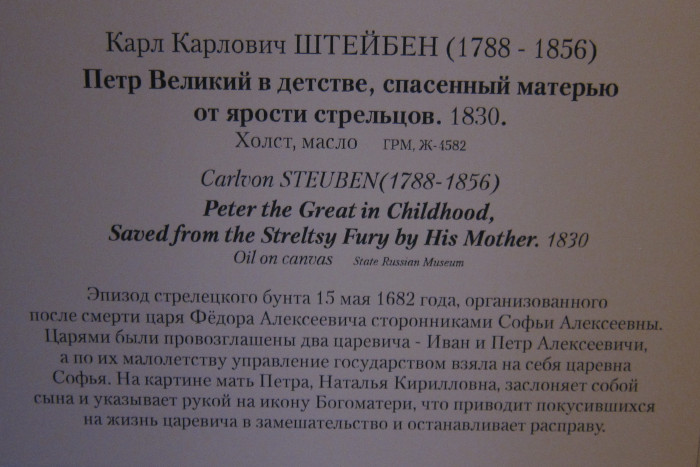 Карл Карлович ШТЕЙБЕН (1788 - 1856)
Петр Великий в детстве, спасенный матерью
от ярости стрельцов. 1830.
Холст, масло ГРМ, Ж-4582
Carlvon STEUBEN(1788-1856)
Peter the Great in Childhood,
Saved from the Streltsy Fury by His Mother. 1830
Oil on canvas State Russian Museum
Эпизод стрелецкого бунта 15 мая 1682 года, организованного
после смерти царя Фёдора Алексеевича сторонниками Софьи Алексеевны.
Царями были провозглашены два царевича - Иван и Петр Алексеевичи,
а по их малолетству управление государством взяла на себя царевна
Софья. На картине мать Петра, Наталья Кирилловна, заслоняет собой
сына и указывает рукой на икону Богоматери, что приводит покусившихся
на жизнь царевича в замешательство и останавливает расправу.